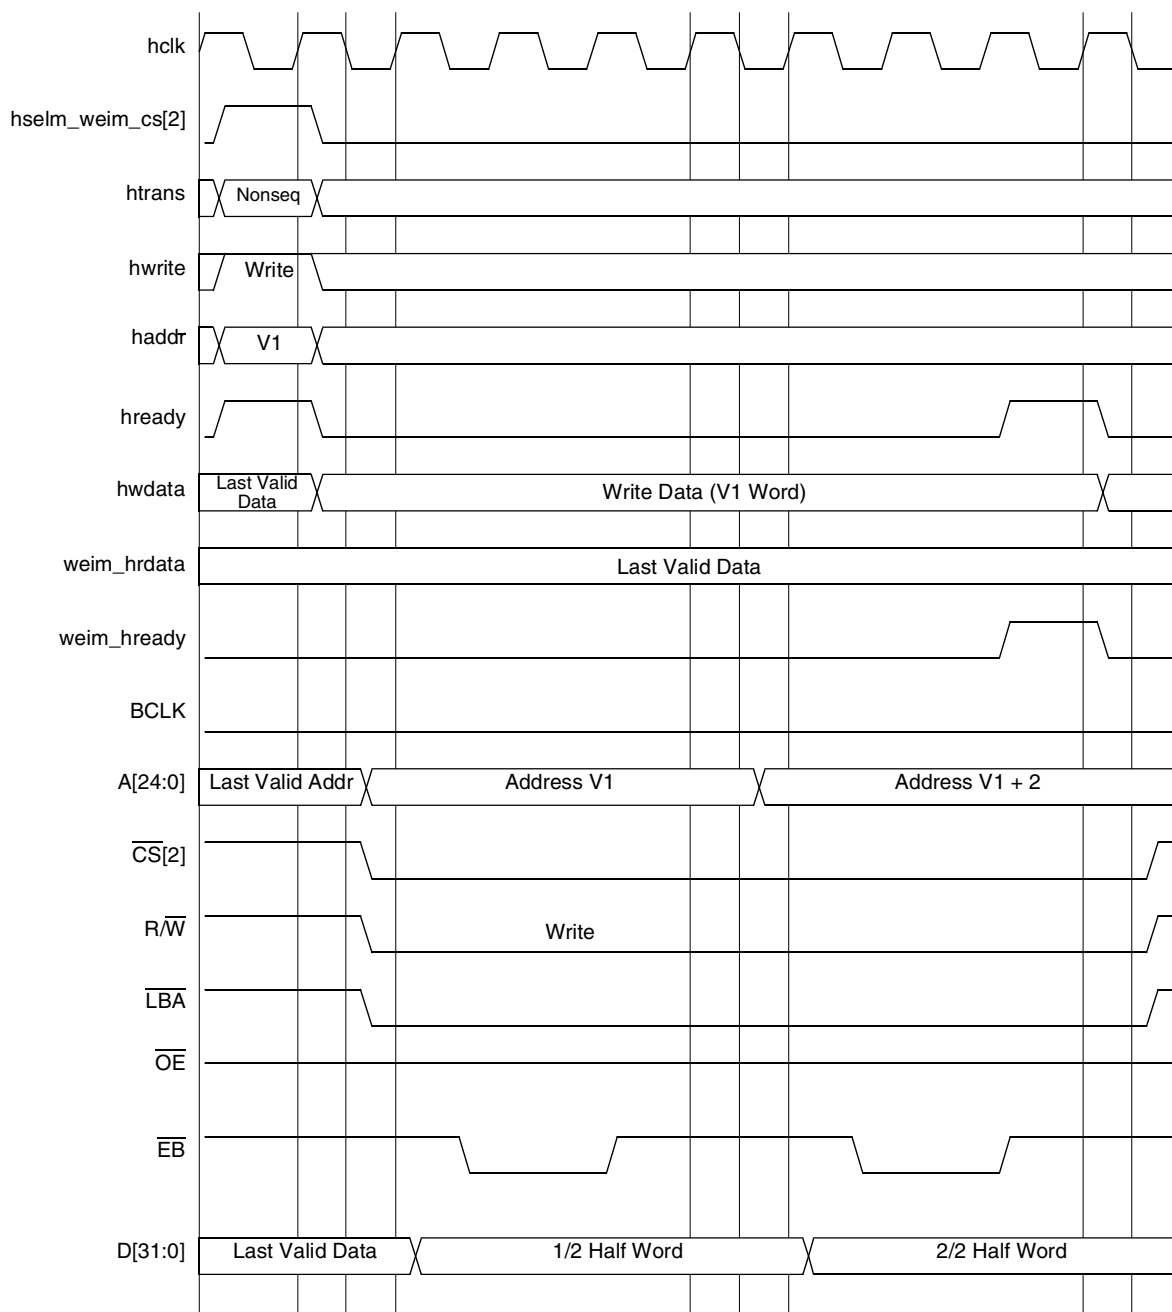 hclk
hselm_weim_cs[2]
htrans
Nonseq
hwrite
Write
haddr
V1
hready
hwdata
Last Valid
Data
Write Data (V1 Word)
weim_hrdata
Last Valid Data
weim_hready
BCLK
A[24:0]
Last Valid Addr
Address V1
Address V1 + 2
CS[2]
R/W
Write
LBA
OE
EB
D[31:0]
Last Valid Data
1/2 Half Word
2/2 Half Word